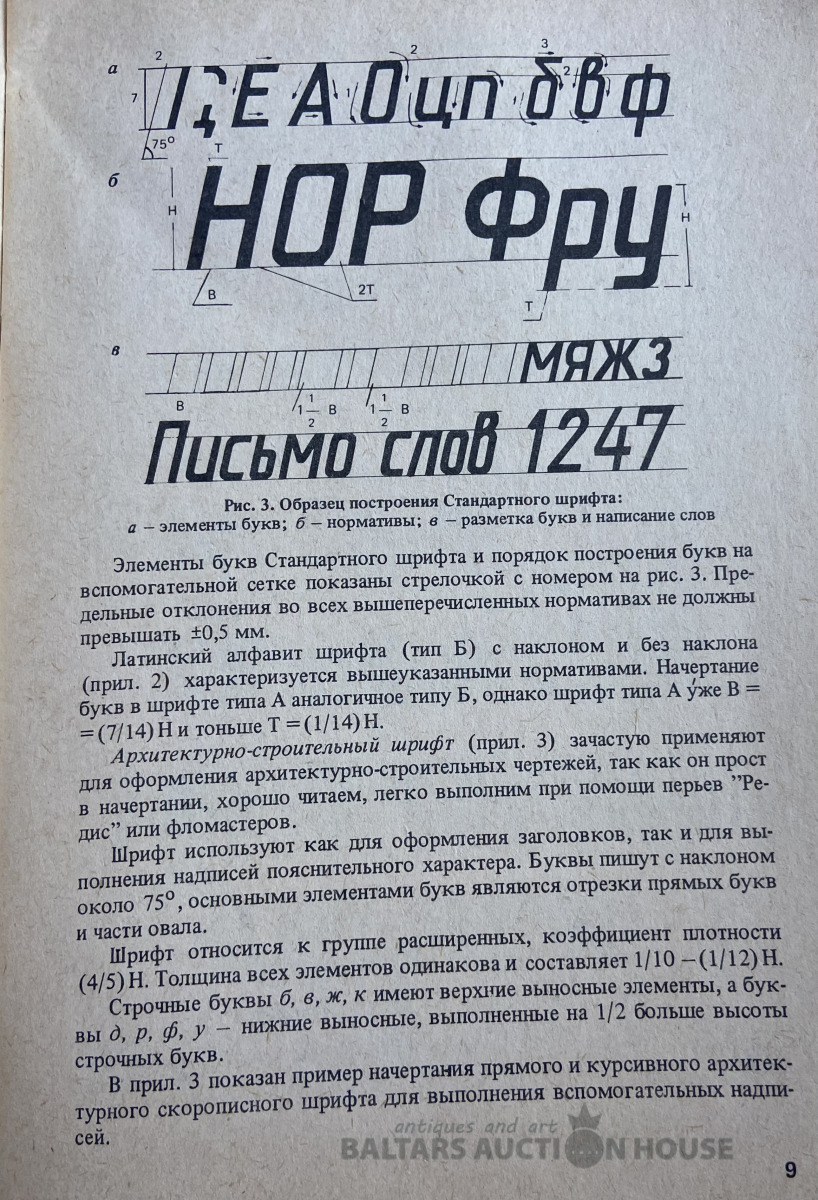 2 2 3
а ДЕАОцп бвф
7 1 2
75° Т
б НОР Фру
Н Н
В 2Т Т
в МЯЖЗ
В 1 1/2 В 1 1/2 В
Письмо слов 1247
Рис. 3. Образец построения Стандартного шрифта:
а — элементы букв; б — нормативы; в — разметка букв и написание слов
Элементы букв Стандартного шрифта и порядок построения букв на
вспомогательной сетке показаны стрелочкой с номером на рис. 3. Пре-
дельные отклонения во всех вышеперечисленных нормативах не должны
превышать ±0,5 мм.
Латинский алфавит шрифта (тип Б) с наклоном и без наклона
(прил. 2) характеризуется вышеуказанными нормативами. Начертание
букв в шрифте типа А аналогичное типу Б, однако шрифт типа А у́же В =
= (7/14) Н и тоньше Т = (1/14) Н.
Архитектурно-строительный шрифт (прил. 3) зачастую применяют
для оформления архитектурно-строительных чертежей, так как он прост
в начертании, хорошо читаем, легко выполним при помощи перьев ”Ре-
дис” или фломастеров.
Шрифт используют как для оформления заголовков, так и для вы-
полнения надписей пояснительного характера. Буквы пишут с наклоном
около 75°, основными элементами букв являются отрезки прямых букв
и части овала.
Шрифт относится к группе расширенных, коэффициент плотности
(4/5) Н. Толщина всех элементов одинакова и составляет 1/10 —(1/12) Н.
Строчные буквы б, в, ж, к имеют верхние выносные элементы, а бук-
вы д, р, ф, у — нижние выносные, выполненные на 1/2 больше высоты
строчных букв.
В прил. 3 показан пример начертания прямого и курсивного архитек-
турного скорописного шрифта для выполнения вспомогательных надпи-
сей.
antiques and art
BALTARS AUCTION HOUSE
9